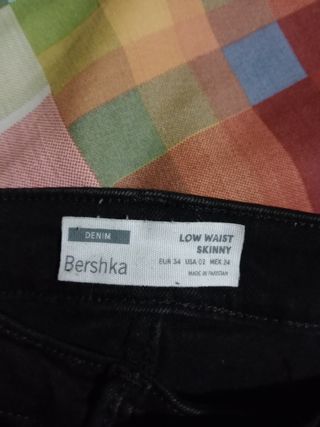 DENIM
LOW WAIST
SKINNY
Bershka
EUR 34 USA 02 MEX 24
MADE IN PAKISTAN